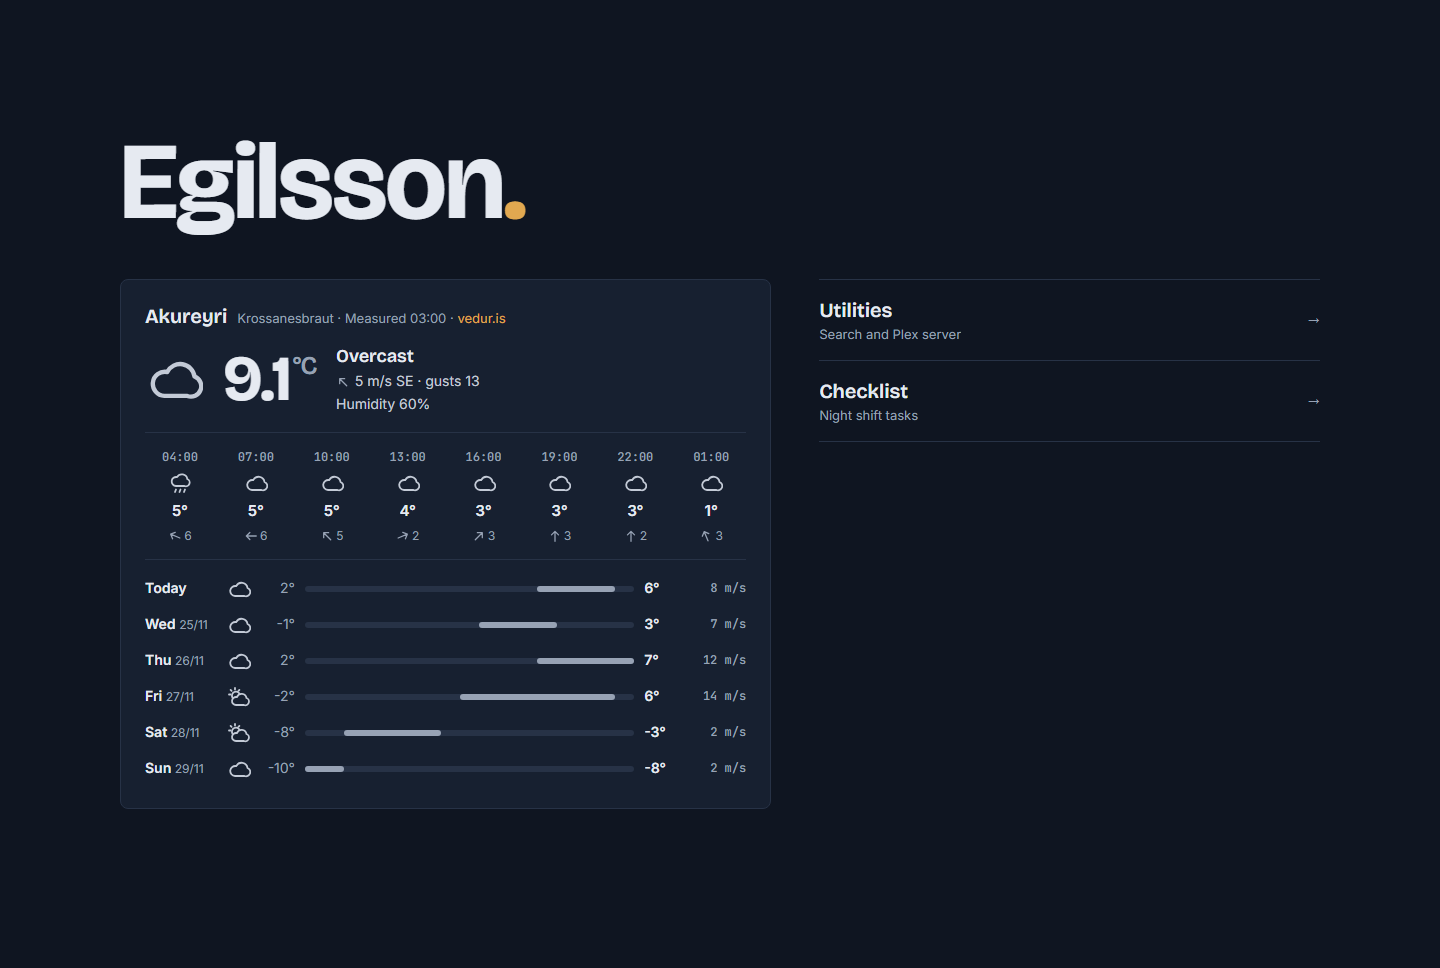 Egilsson.
Akureyri Krossanesbraut · Measured 03:00 · vedur.is
9.1°C
Overcast
↖ 5 m/s SE · gusts 13
Humidity 60%
04:00 07:00 10:00 13:00 16:00 19:00 22:00 01:00
5° 5° 5° 4° 3° 3° 3° 1°
6 6 5 2 3 3 2 3
Today 2° 6° 8 m/s
Wed 25/11 -1° 3° 7 m/s
Thu 26/11 2° 7° 12 m/s
Fri 27/11 -2° 6° 14 m/s
Sat 28/11 -8° -3° 2 m/s
Sun 29/11 -10° -8° 2 m/s
Utilities
Search and Plex server
→
Checklist
Night shift tasks
→